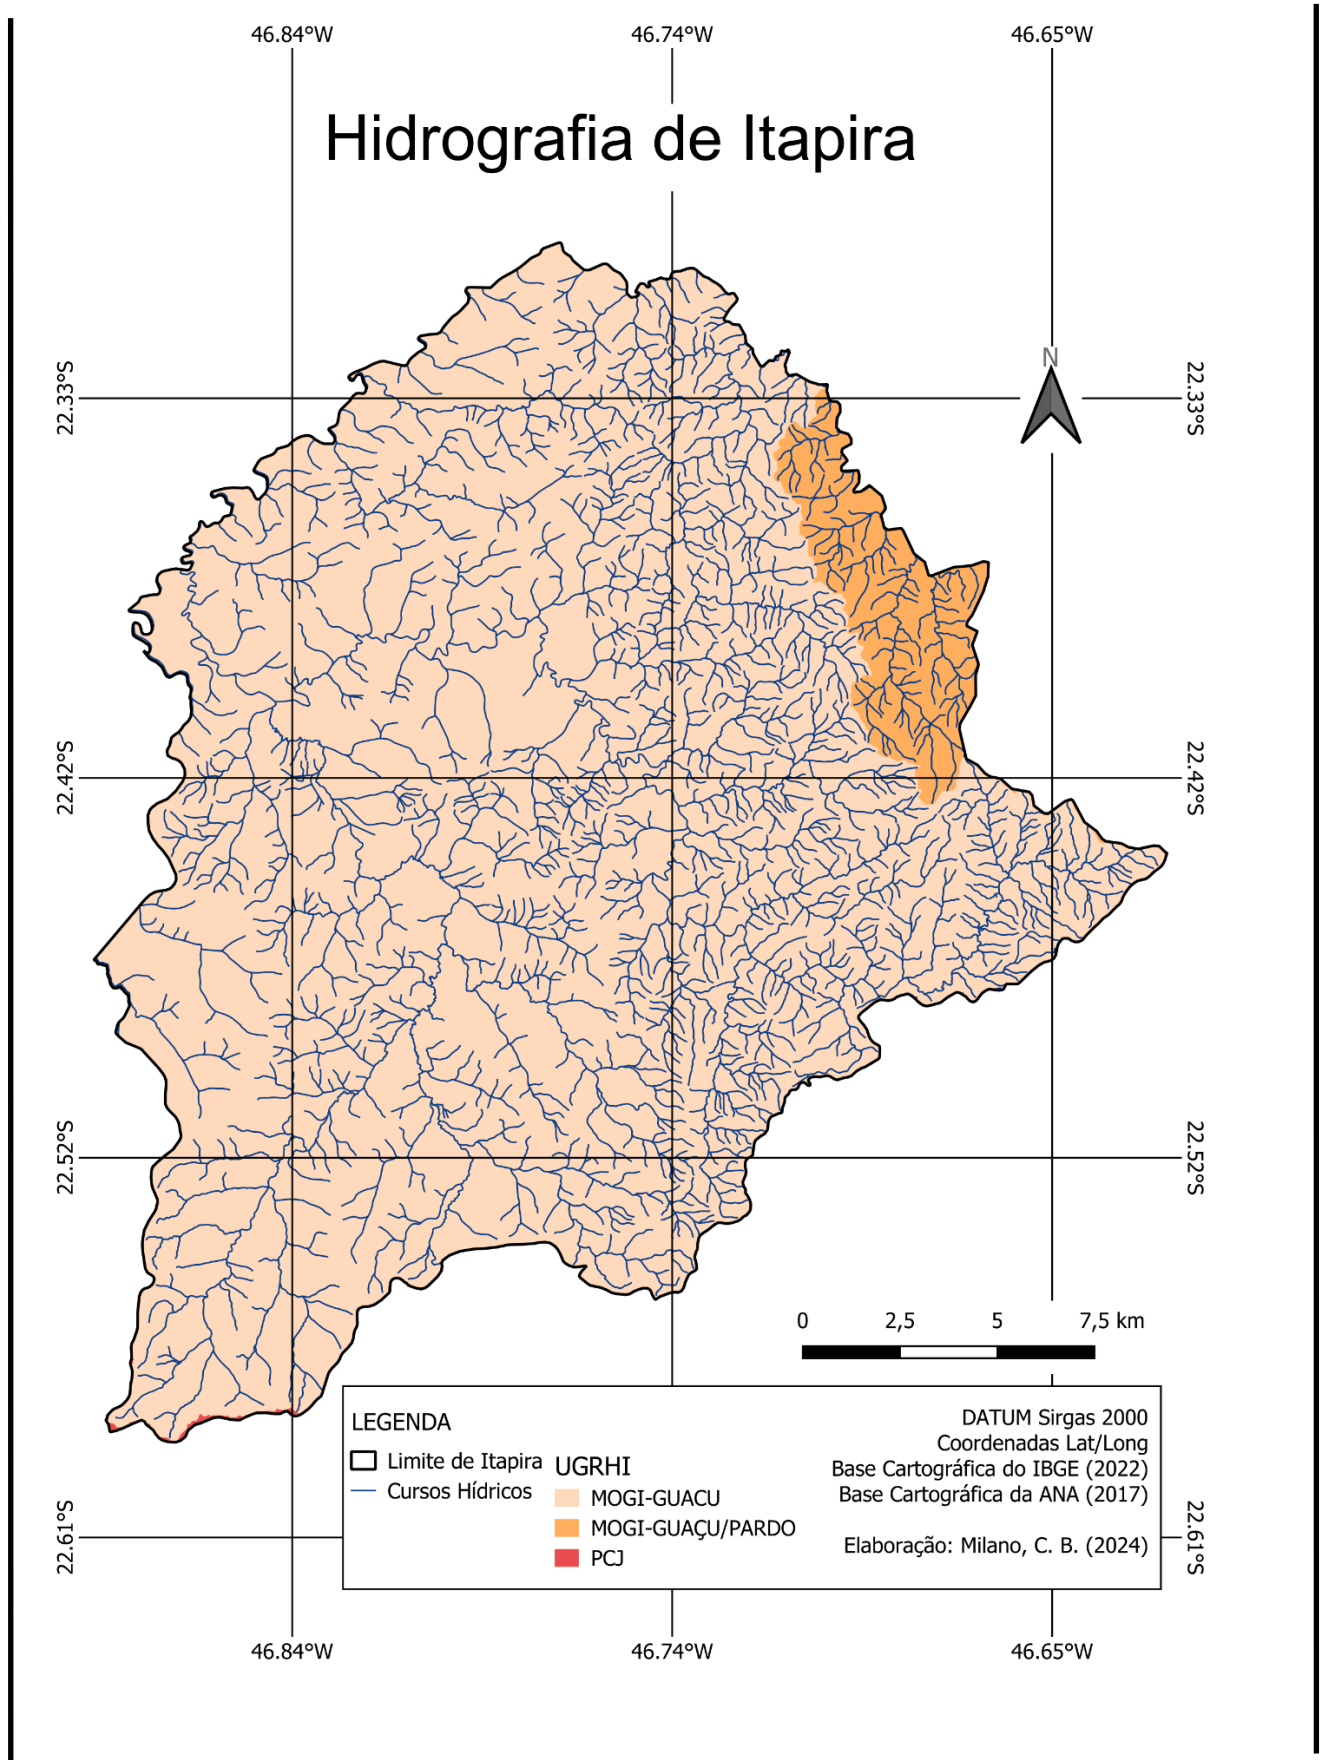 46.84°W 46.74°W 46.65°W
Hidrografia de Itapira
N
22.33°S 22.33°S
22.42°S 22.42°S
22.52°S 22.52°S
0 2,5 5 7,5 km
LEGENDA
Limite de Itapira
Cursos Hídricos
UGRHI
MOGI-GUACU
MOGI-GUAÇU/PARDO
PCJ
DATUM Sirgas 2000
Coordenadas Lat/Long
Base Cartográfica do IBGE (2022)
Base Cartográfica da ANA (2017)
Elaboração: Milano, C. B. (2024)
22.61°S 22.61°S
46.84°W 46.74°W 46.65°W